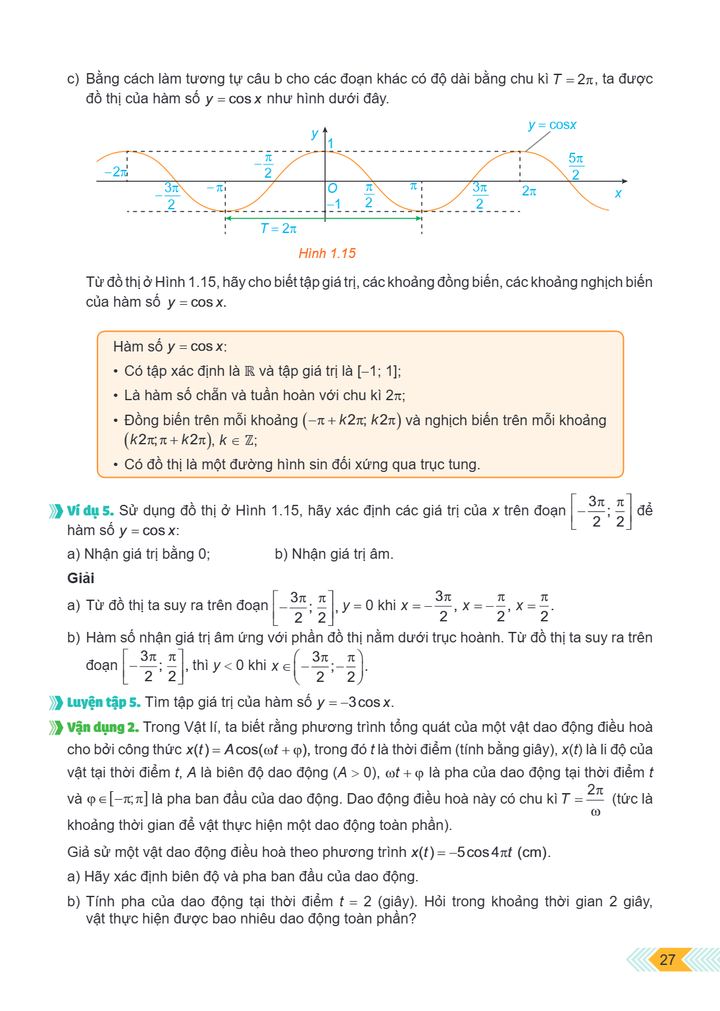 c) Bằng cách làm tương tự câu b cho các đoạn khác có độ dài bằng chu kì T = 2π, ta được
đồ thị của hàm số y = cos x như hình dưới đây.
y
1
y = cosx
−2π
−3π/2
−π
−π/2
O
−1
π/2
π
3π/2
2π
5π/2
x
T = 2π
Hình 1.15
Từ đồ thị ở Hình 1.15, hãy cho biết tập giá trị, các khoảng đồng biến, các khoảng nghịch biến
của hàm số y = cos x.
Hàm số y = cos x:
• Có tập xác định là ℝ và tập giá trị là [−1; 1];
• Là hàm số chẵn và tuần hoàn với chu kì 2π;
• Đồng biến trên mỗi khoảng (−π + k2π; k2π) và nghịch biến trên mỗi khoảng
(k2π; π + k2π), k ∈ ℤ;
• Có đồ thị là một đường hình sin đối xứng qua trục tung.
Ví dụ 5. Sử dụng đồ thị ở Hình 1.15, hãy xác định các giá trị của x trên đoạn [−3π/2; π/2] để
hàm số y = cos x:
a) Nhận giá trị bằng 0; b) Nhận giá trị âm.
Giải
a) Từ đồ thị ta suy ra trên đoạn [−3π/2; π/2], y = 0 khi x = −3π/2, x = −π/2, x = π/2.
b) Hàm số nhận giá trị âm ứng với phần đồ thị nằm dưới trục hoành. Từ đồ thị ta suy ra trên
đoạn [−3π/2; π/2], thì y < 0 khi x ∈ (−3π/2; −π/2).
Luyện tập 5. Tìm tập giá trị của hàm số y = −3cos x.
Vận dụng 2. Trong Vật lí, ta biết rằng phương trình tổng quát của một vật dao động điều hoà
cho bởi công thức x(t) = Acos(ωt + φ), trong đó t là thời điểm (tính bằng giây), x(t) là li độ của
vật tại thời điểm t, A là biên độ dao động (A > 0), ωt + φ là pha của dao động tại thời điểm t
và φ ∈ [−π; π] là pha ban đầu của dao động. Dao động điều hoà này có chu kì T = 2π/ω (tức là
khoảng thời gian để vật thực hiện một dao động toàn phần).
Giả sử một vật dao động điều hoà theo phương trình x(t) = −5cos4πt (cm).
a) Hãy xác định biên độ và pha ban đầu của dao động.
b) Tính pha của dao động tại thời điểm t = 2 (giây). Hỏi trong khoảng thời gian 2 giây,
vật thực hiện được bao nhiêu dao động toàn phần?
27